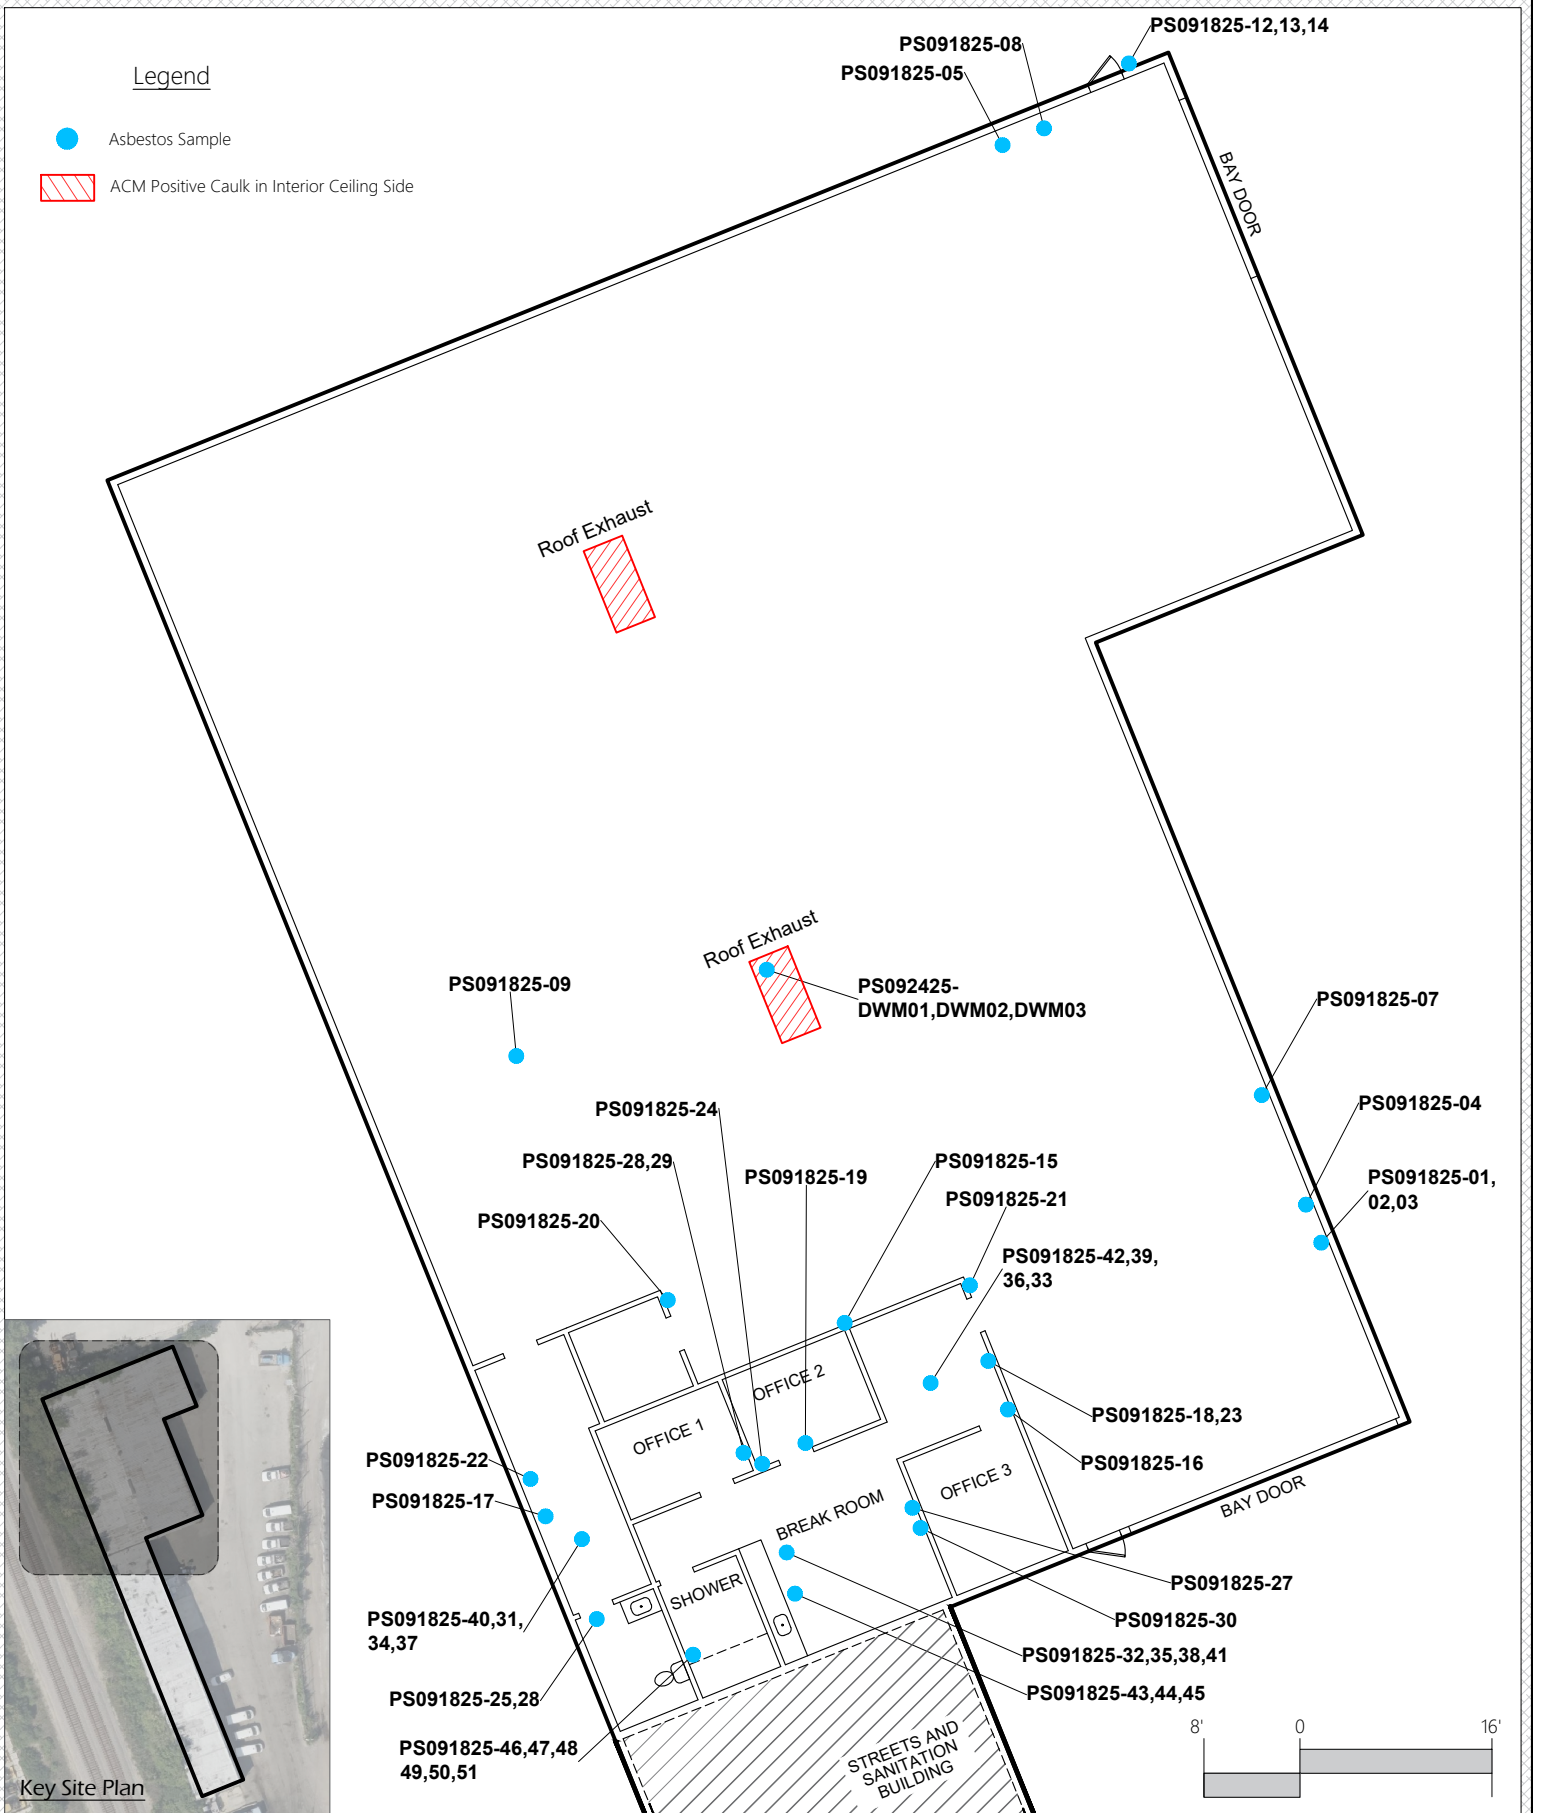 PS091825-12,13,14
PS091825-08
PS091825-05
Legend
Asbestos Sample
ACM Positive Caulk in Interior Ceiling Side
BAY DOOR
Roof Exhaust
Roof Exhaust
PS091825-09
PS092425-
DWM01,DWM02,DWM03
PS091825-07
PS091825-04
PS091825-24
PS091825-28,29
PS091825-19
PS091825-15
PS091825-01,
02,03
PS091825-21
PS091825-20
PS091825-42,39,
36,33
OFFICE 2
OFFICE 1
PS091825-18,23
PS091825-22
PS091825-16
PS091825-17
OFFICE 3
BAY DOOR
BREAK ROOM
SHOWER
PS091825-27
PS091825-40,31,
34,37
PS091825-30
PS091825-32,35,38,41
PS091825-25,28
PS091825-43,44,45
PS091825-46,47,48
49,50,51
STREETS AND
SANITATION
BUILDING
8'
0
16'
Key Site Plan